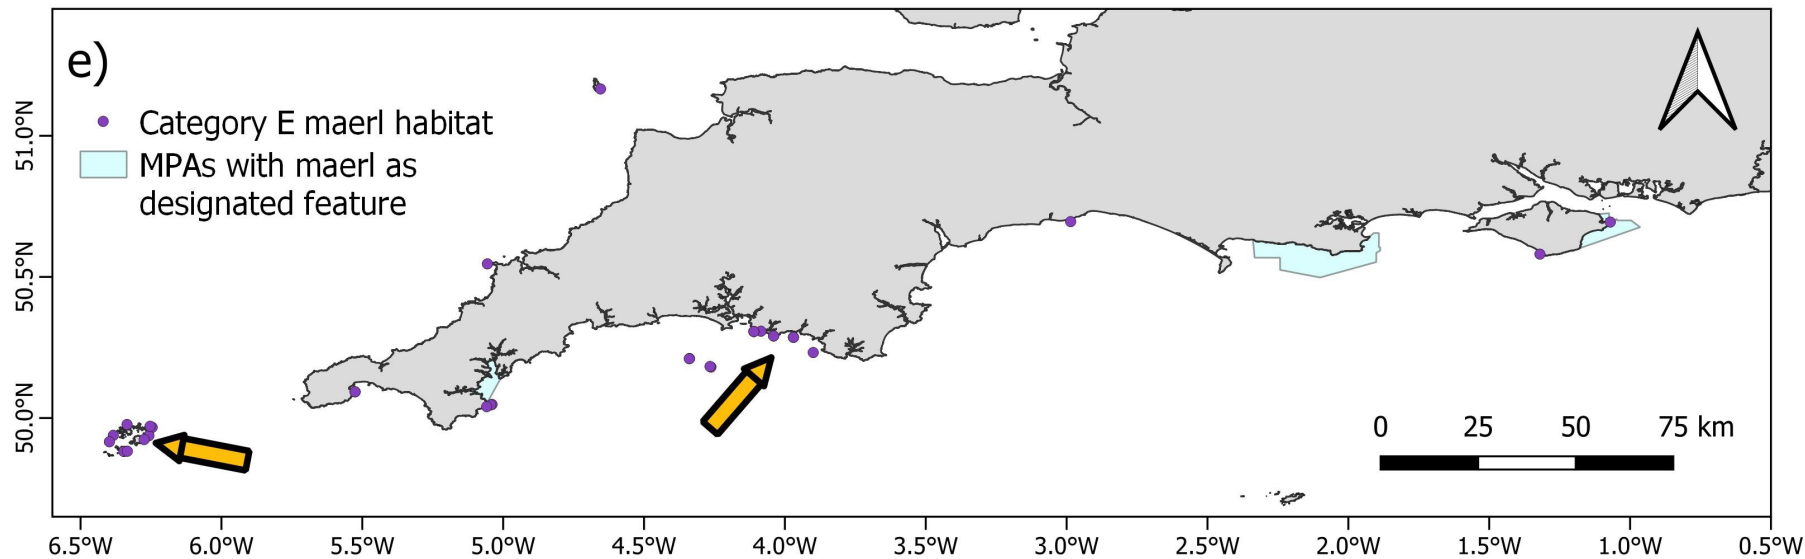 e)
Category E maerl habitat
MPAs with maerl as
designated feature
51.0°N
50.5°N
50.0°N
0 25 50 75 km
6.5°W 6.0°W 5.5°W 5.0°W 4.5°W 4.0°W 3.5°W 3.0°W 2.5°W 2.0°W 1.5°W 1.0°W 0.5°W